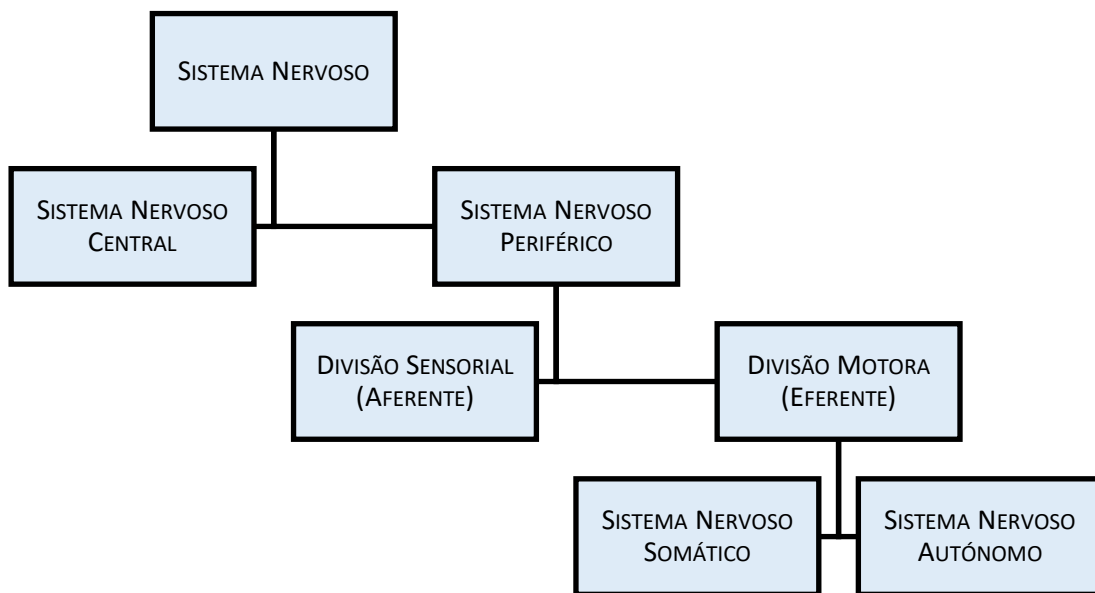 SISTEMA NERVOSO
SISTEMA NERVOSO
CENTRAL
SISTEMA NERVOSO
PERIFÉRICO
DIVISÃO SENSORIAL
(AFERENTE)
DIVISÃO MOTORA
(EFERENTE)
SISTEMA NERVOSO
SOMÁTICO
SISTEMA NERVOSO
AUTÓNOMO